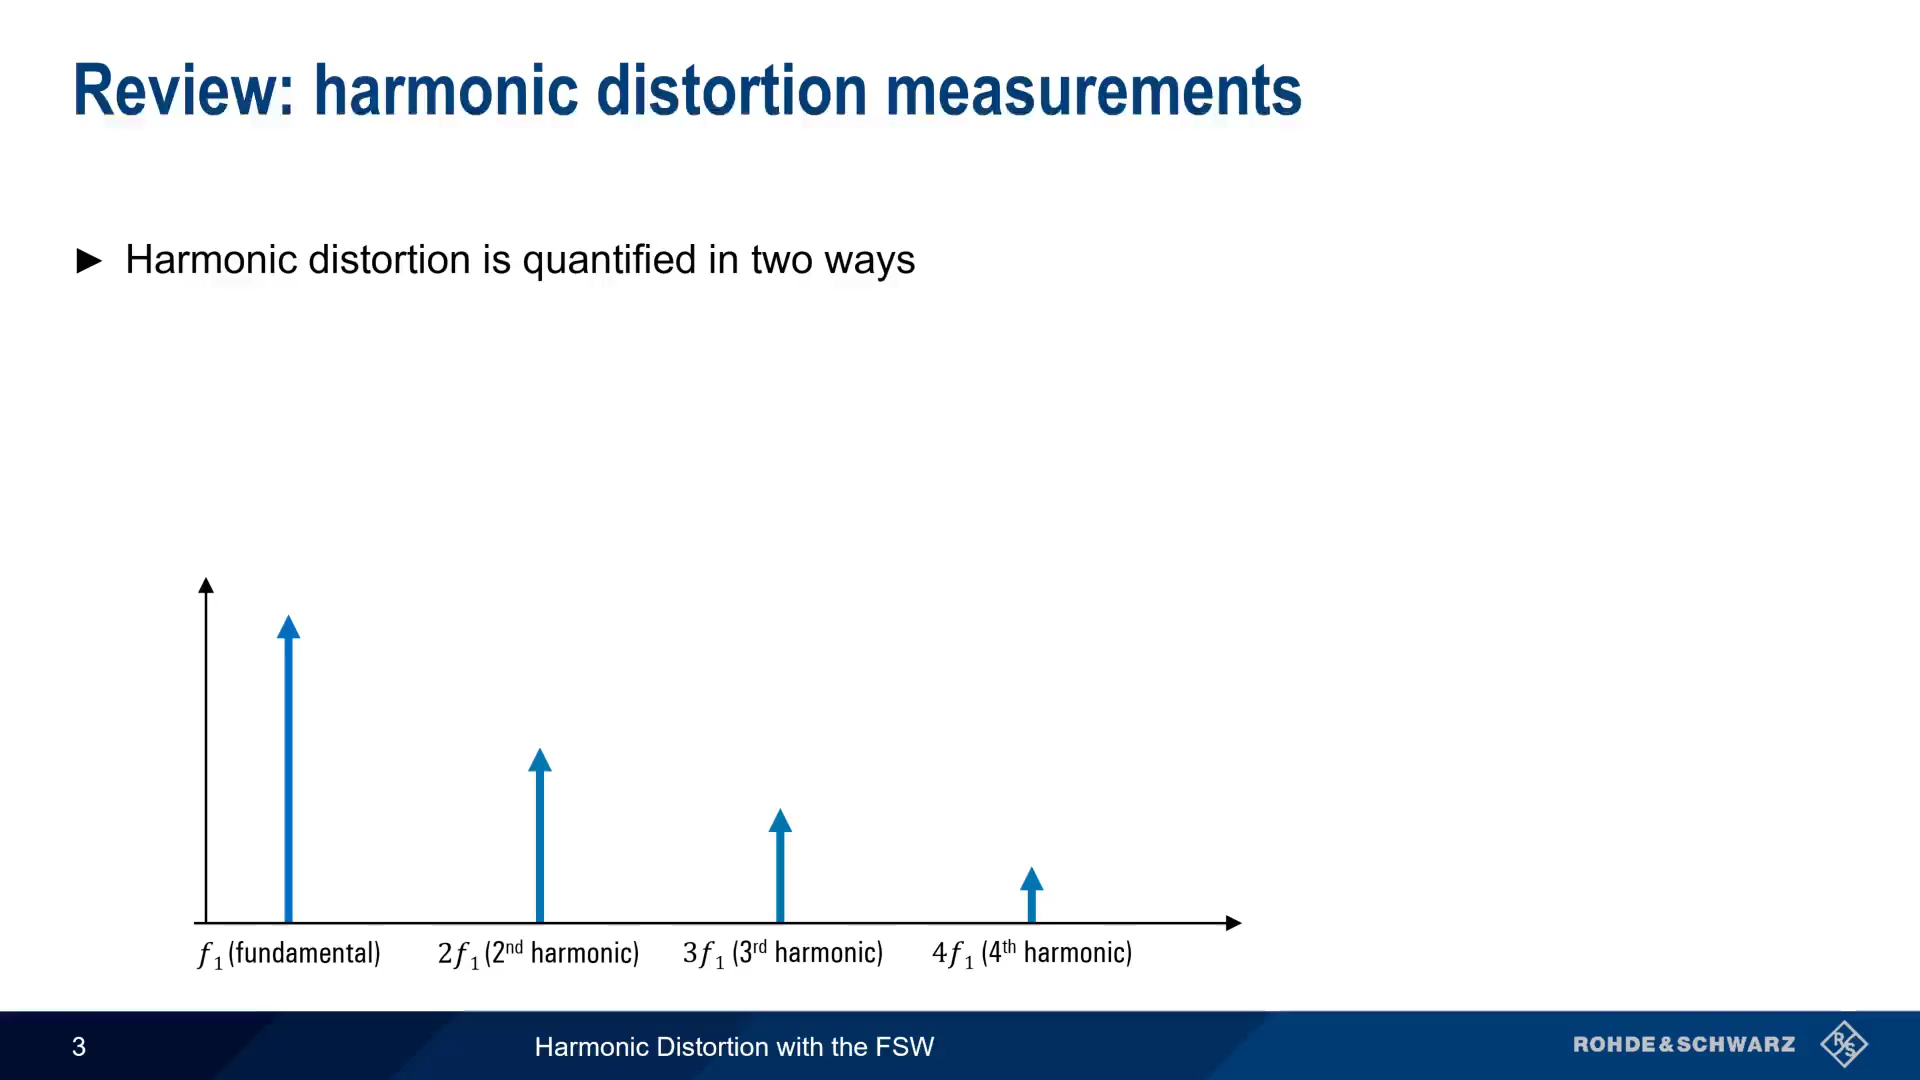 Review: harmonic distortion measurements
► Harmonic distortion is quantified in two ways
f₁ (fundamental) 2f₁ (2nd harmonic) 3f₁ (3rd harmonic) 4f₁ (4th harmonic)
3 Harmonic Distortion with the FSW ROHDE&SCHWARZ R&S